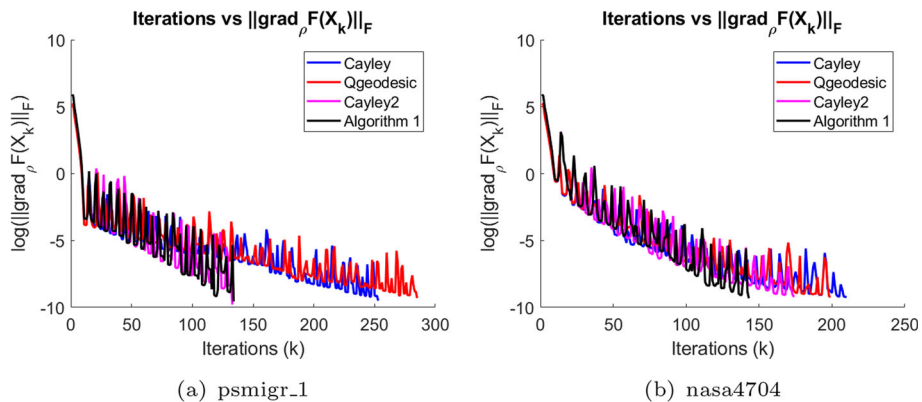 Iterations vs ||grad_ρF(X_k)||_F
log(||grad_ρF(X_k)||_F)
10
5
0
-5
-10
Cayley
Qgeodesic
Cayley2
Algorithm 1
0 50 100 150 200 250 300
Iterations (k)
(a) psmigr_1
Iterations vs ||grad_ρF(X_k)||_F
log(||grad_ρF(X_k)||_F)
10
5
0
-5
-10
Cayley
Qgeodesic
Cayley2
Algorithm 1
0 50 100 150 200 250
Iterations (k)
(b) nasa4704